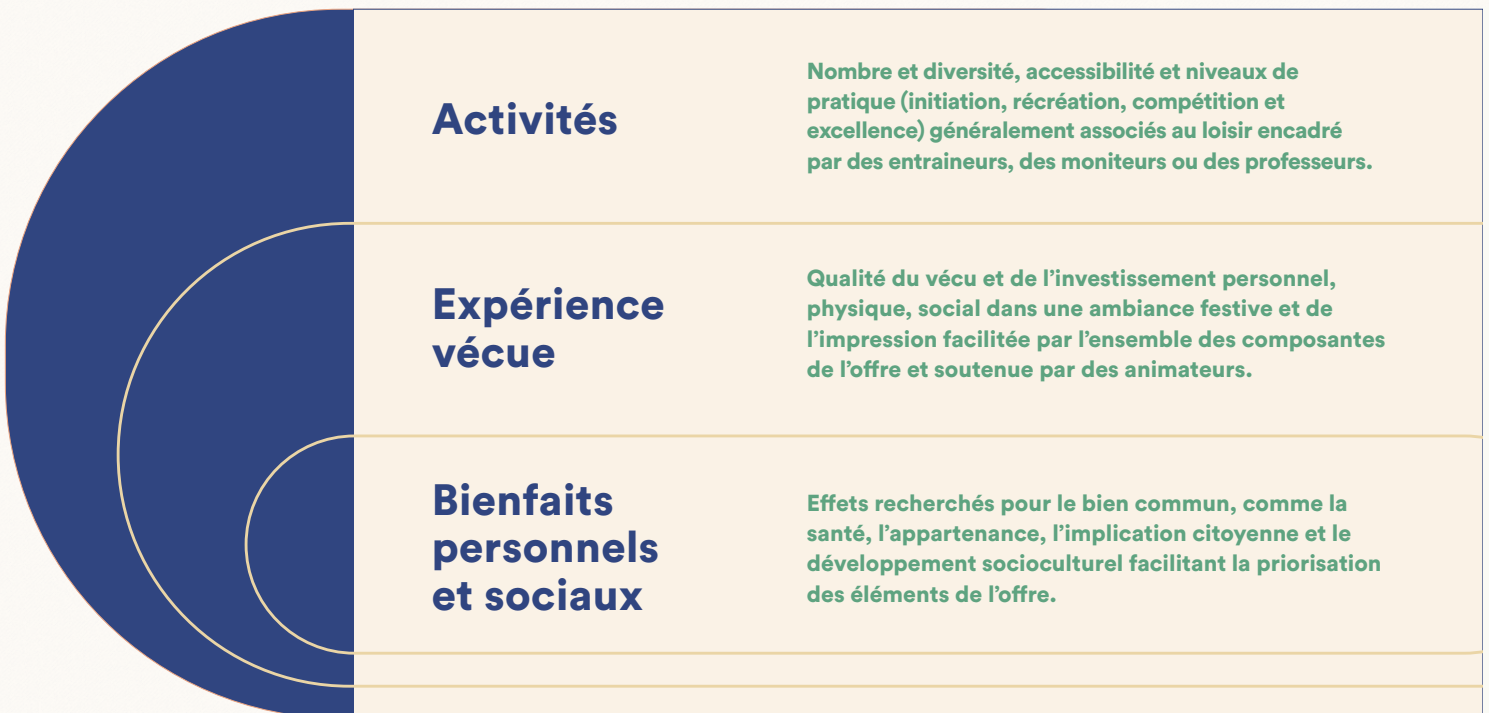 Activités
Nombre et diversité, accessibilité et niveaux de
pratique (initiation, récréation, compétition et
excellence) généralement associés au loisir encadré
par des entraineurs, des moniteurs ou des professeurs.
Expérience
vécue
Qualité du vécu et de l’investissement personnel,
physique, social dans une ambiance festive et de
l’impression facilitée par l’ensemble des composantes
de l’offre et soutenue par des animateurs.
Bienfaits
personnels
et sociaux
Effets recherchés pour le bien commun, comme la
santé, l’appartenance, l’implication citoyenne et le
développement socioculturel facilitant la priorisation
des éléments de l’offre.